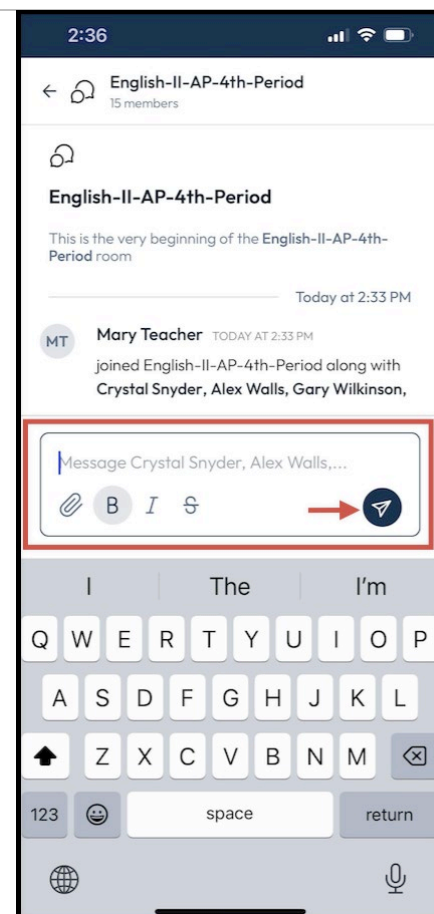 2:36
English-II-AP-4th-Period
15 members
English-II-AP-4th-Period
This is the very beginning of the English-II-AP-4th-
Period room
Today at 2:33 PM
MT
Mary Teacher TODAY AT 2:33 PM
joined English-II-AP-4th-Period along with
Crystal Snyder, Alex Walls, Gary Wilkinson,
Message Crystal Snyder, Alex Walls,...
B I S
I The I'm
Q W E R T Y U I O P
A S D F G H J K L
Z X C V B N M
123 space return